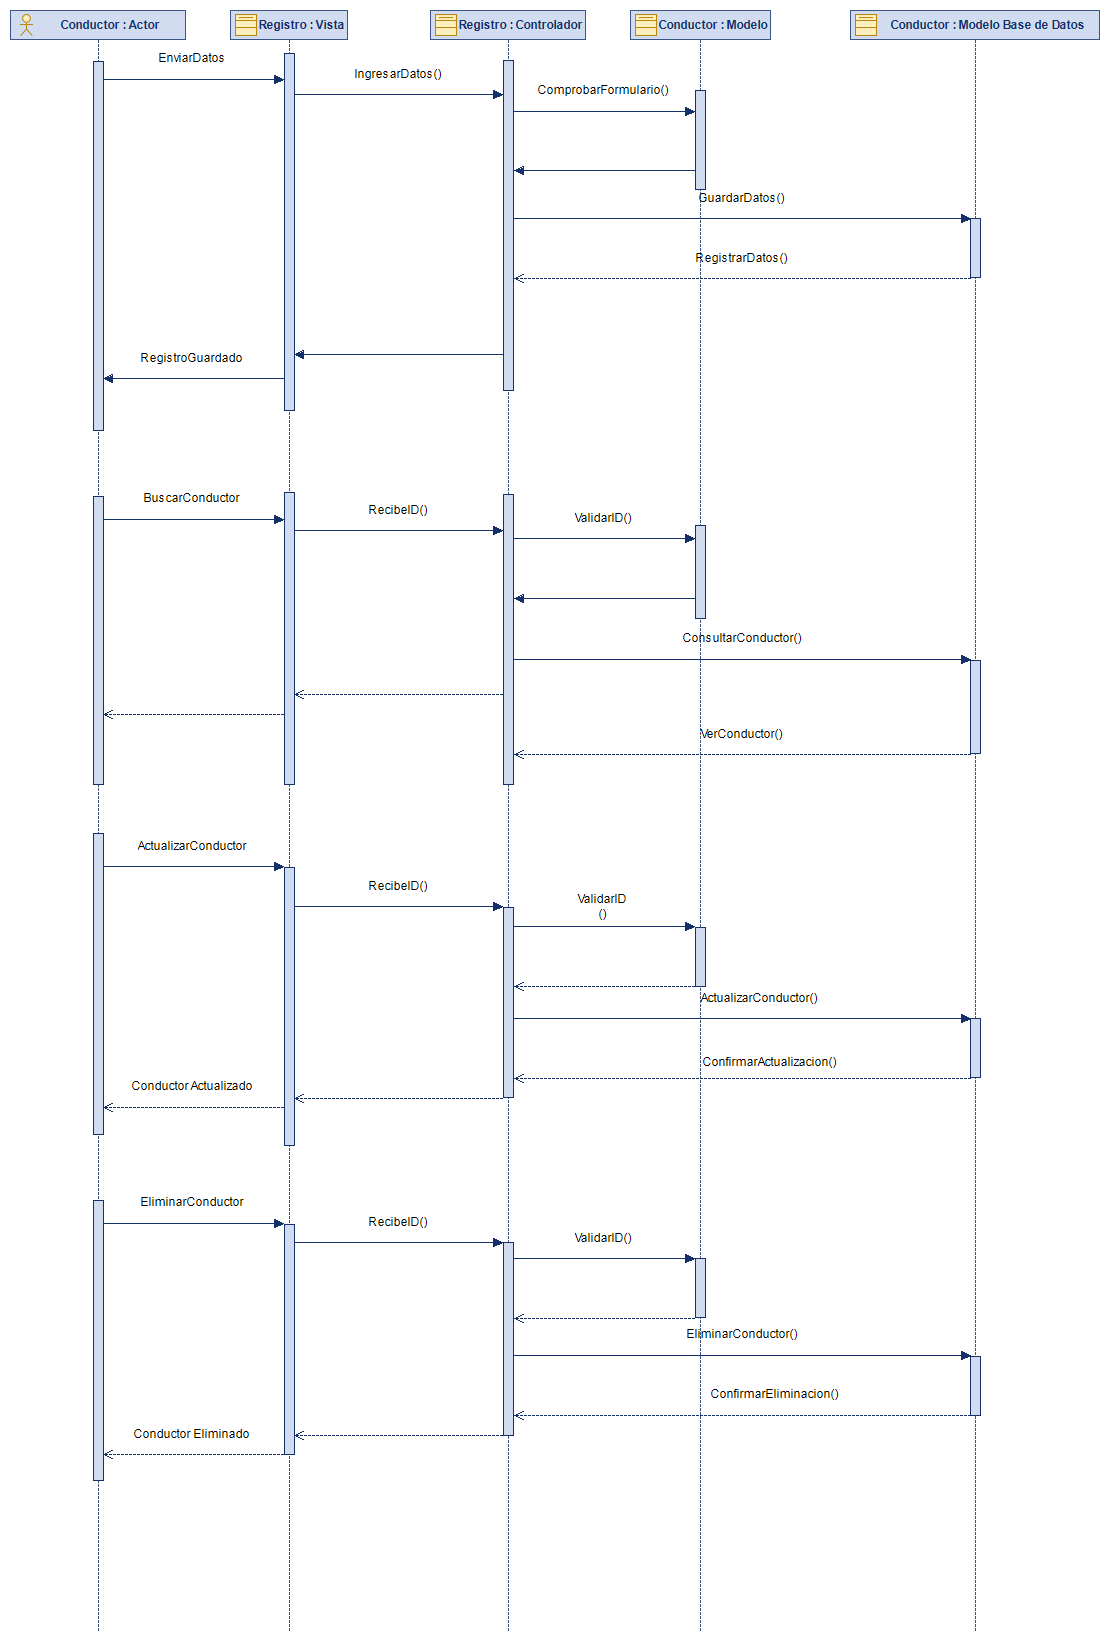 Conductor : Actor
Registro : Vista
Registro : Controlador
Conductor : Modelo
Conductor : Modelo Base de Datos
EnviarDatos
IngresarDatos()
ComprobarFormulario()
GuardarDatos()
RegistrarDatos()
RegistroGuardado
BuscarConductor
RecibeID()
ValidarID()
ConsultarConductor()
VerConductor()
ActualizarConductor
RecibeID()
ValidarID
()
ActualizarConductor()
ConfirmarActualizacion()
Conductor Actualizado
EliminarConductor
RecibeID()
ValidarID()
EliminarConductor()
ConfirmarEliminacion()
Conductor Eliminado